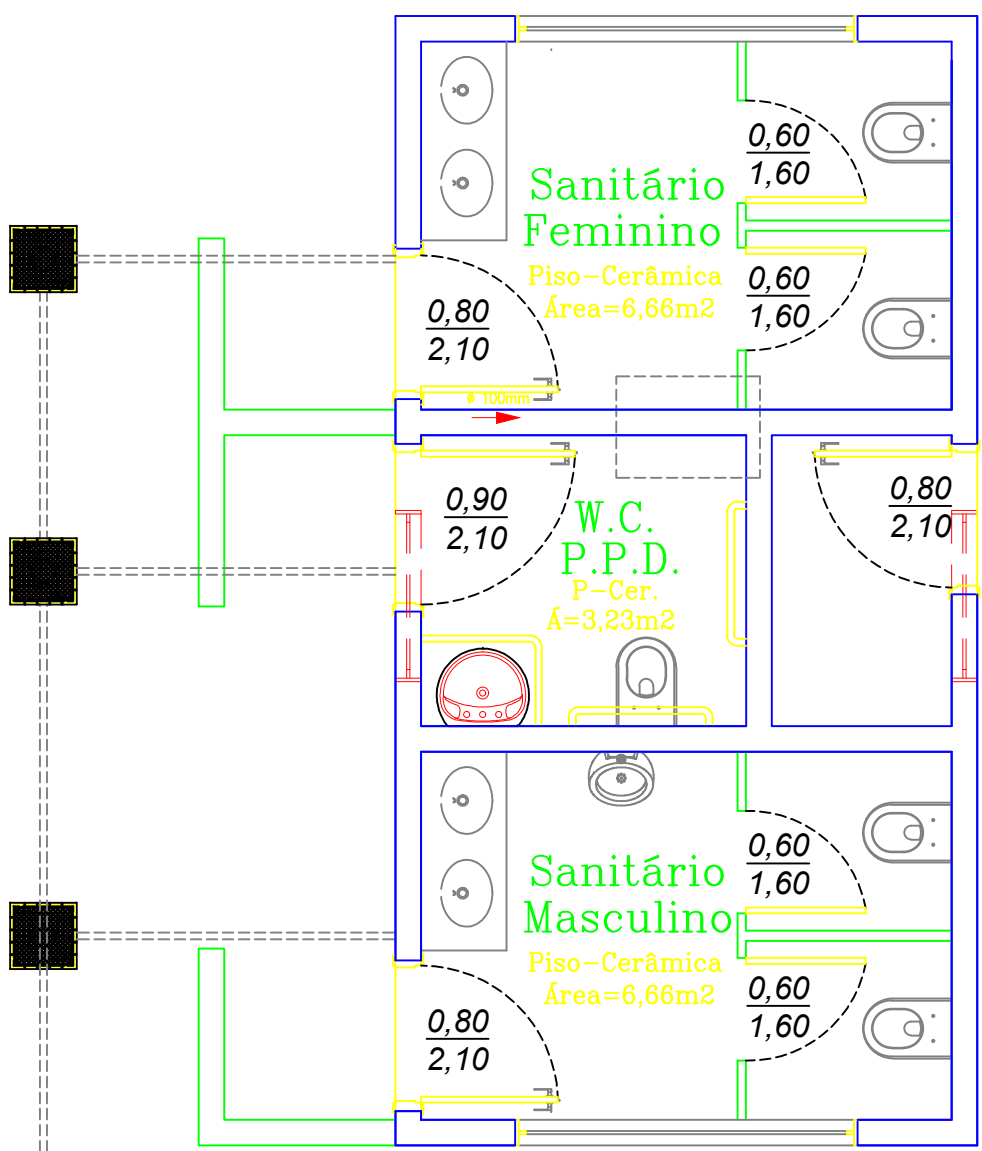 0,60
1,60
Sanitário
Feminino
Piso-Cerâmica
Área=6,66m2
0,60
1,60
0,80
2,10
ø 100mm
0,90
2,10
W.C.
P.P.D.
P-Cer.
Á=3,23m2
0,80
2,10
0,60
1,60
Sanitário
Masculino
Piso-Cerâmica
Área=6,66m2
0,60
1,60
0,80
2,10